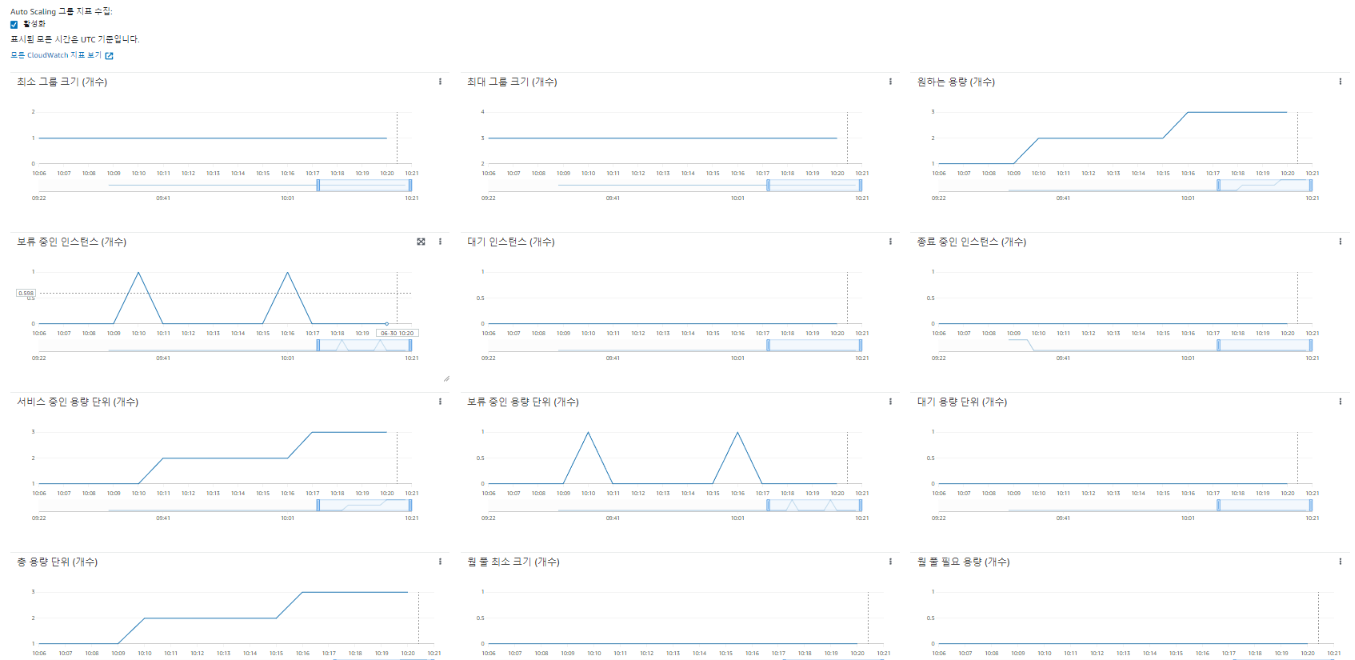 Auto Scaling 그룹 지표 수집:
활성화
표시된 모든 시간은 UTC 기준입니다.
모든 CloudWatch 지표 보기
최소 그룹 크기 (개수)
2
1
0
10:06 10:07 10:08 10:09 10:10 10:11 10:12 10:13 10:14 10:15 10:16 10:17 10:18 10:19 10:20 10:21
09:22 09:41 10:01 10:21
최대 그룹 크기 (개수)
4
3
2
10:06 10:07 10:08 10:09 10:10 10:11 10:12 10:13 10:14 10:15 10:16 10:17 10:18 10:19 10:20 10:21
09:22 09:41 10:01 10:21
원하는 용량 (개수)
3
2
1
10:06 10:07 10:08 10:09 10:10 10:11 10:12 10:13 10:14 10:15 10:16 10:17 10:18 10:19 10:20 10:21
09:22 09:41 10:01 10:21
보류 중인 인스턴스 (개수)
1
0.5
0
10:06 10:07 10:08 10:09 10:10 10:11 10:12 10:13 10:14 10:15 10:16 10:17 10:18 10:19 06-30 10:20
09:22 09:41 10:01 10:21
대기 인스턴스 (개수)
1
0.5
0
10:06 10:07 10:08 10:09 10:10 10:11 10:12 10:13 10:14 10:15 10:16 10:17 10:18 10:19 10:20 10:21
09:22 09:41 10:01 10:21
종료 중인 인스턴스 (개수)
1
0.5
0
10:06 10:07 10:08 10:09 10:10 10:11 10:12 10:13 10:14 10:15 10:16 10:17 10:18 10:19 10:20 10:21
09:22 09:41 10:01 10:21
서비스 중인 용량 단위 (개수)
3
2
1
10:06 10:07 10:08 10:09 10:10 10:11 10:12 10:13 10:14 10:15 10:16 10:17 10:18 10:19 10:20 10:21
09:22 09:41 10:01 10:21
보류 중인 용량 단위 (개수)
1
0.5
0
10:06 10:07 10:08 10:09 10:10 10:11 10:12 10:13 10:14 10:15 10:16 10:17 10:18 10:19 10:20 10:21
09:22 09:41 10:01 10:21
대기 용량 단위 (개수)
1
0.5
0
10:06 10:07 10:08 10:09 10:10 10:11 10:12 10:13 10:14 10:15 10:16 10:17 10:18 10:19 10:20 10:21
09:22 09:41 10:01 10:21
총 용량 단위 (개수)
3
2
1
10:06 10:07 10:08 10:09 10:10 10:11 10:12 10:13 10:14 10:15 10:16 10:17 10:18 10:19 10:20 10:21
웜 풀 최소 크기 (개수)
1
0.5
0
10:06 10:07 10:08 10:09 10:10 10:11 10:12 10:13 10:14 10:15 10:16 10:17 10:18 10:19 10:20 10:21
웜 풀 필요 용량 (개수)
1
0.5
0
10:06 10:07 10:08 10:09 10:10 10:11 10:12 10:13 10:14 10:15 10:16 10:17 10:18 10:19 10:20 10:21